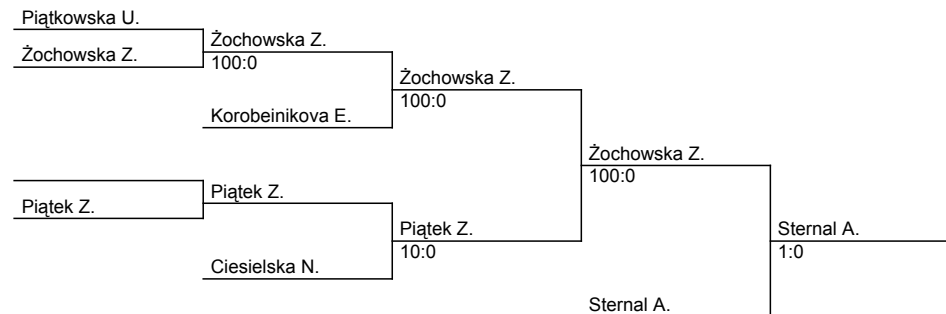 Piątkowska U.
Żochowska Z.
Żochowska Z.
100:0
Korobeinikova E.
Żochowska Z.
100:0
Żochowska Z.
100:0
Piątek Z.
Piątek Z.
Ciesielska N.
Piątek Z.
10:0
Sternal A.
Sternal A.
1:0